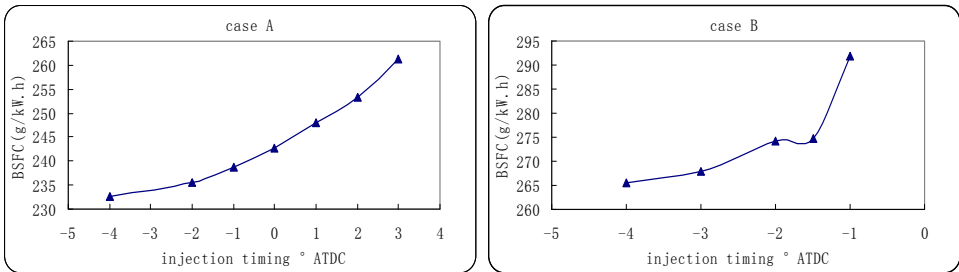 case A
265
260
255
250
245
240
235
230
BSFC(g/kW.h)
-5 -4 -3 -2 -1 0 1 2 3 4
injection timing ° ATDC
case B
295
290
285
280
275
270
265
260
BSFC(g/kW.h)
-5 -4 -3 -2 -1 0
injection timing ° ATDC